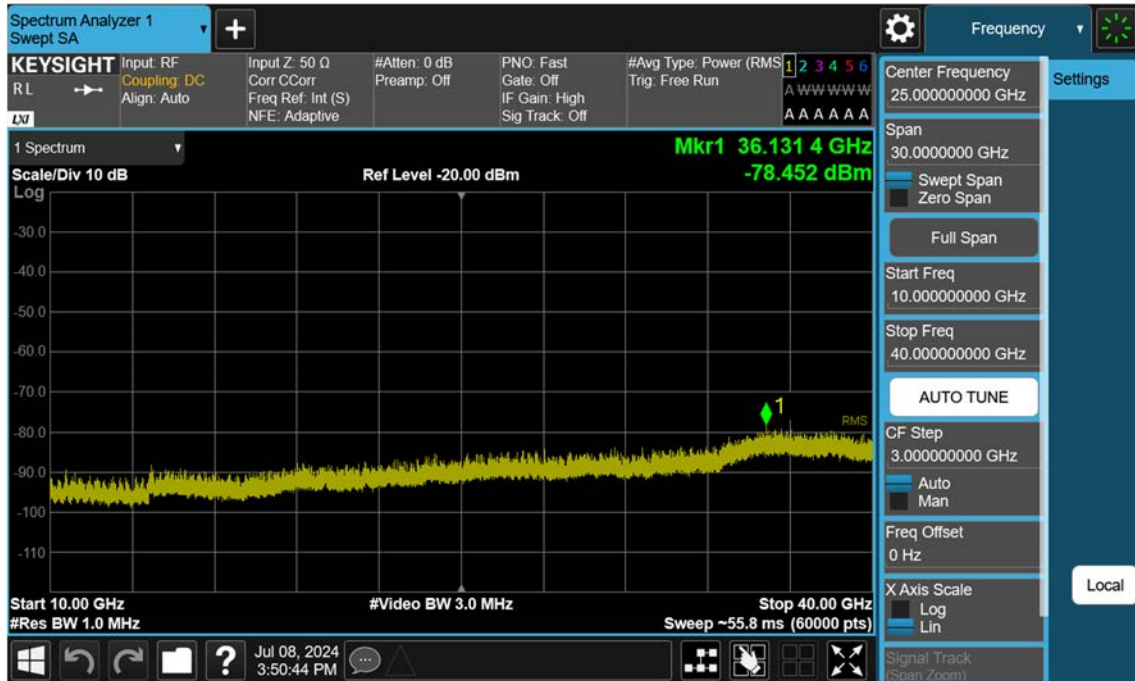 Spectrum Analyzer 1
Swept SA
Frequency
KEYSIGHT
RL
LXI
Input: RF
Coupling: DC
Align: Auto
Input Z: 50 Ω
Corr CCorr
Freq Ref: Int (S)
NFE: Adaptive
#Atten: 0 dB
Preamp: Off
PNO: Fast
Gate: Off
IF Gain: High
Sig Track: Off
#Avg Type: Power (RMS
Trig: Free Run
1 2 3 4 5 6
A W W W W W
A A A A A A
Center Frequency
25.000000000 GHz
Settings
1 Spectrum
Mkr1 36.131 4 GHz
-78.452 dBm
Scale/Div 10 dB
Ref Level -20.00 dBm
Log
-30.0
-40.0
-50.0
-60.0
-70.0
-80.0
-90.0
-100
-110
1
RMS
Start 10.00 GHz
#Video BW 3.0 MHz
Stop 40.00 GHz
#Res BW 1.0 MHz
Sweep ~55.8 ms (60000 pts)
Span
30.0000000 GHz
Swept Span
Zero Span
Full Span
Start Freq
10.000000000 GHz
Stop Freq
40.000000000 GHz
AUTO TUNE
CF Step
3.000000000 GHz
Auto
Man
Freq Offset
0 Hz
X Axis Scale
Log
Lin
Local
Signal Track
(Span Zoom)
?
Jul 08, 2024
3:50:44 PM